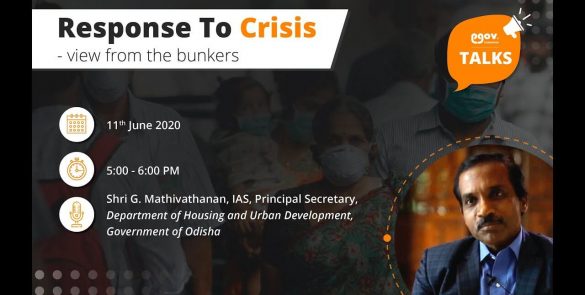 Response To Crisis
- view from the bunkers
egov.
TALKS
11th June 2020
5:00 - 6:00 PM
Shri G. Mathivathanan, IAS, Principal Secretary,
Department of Housing and Urban Development,
Government of Odisha